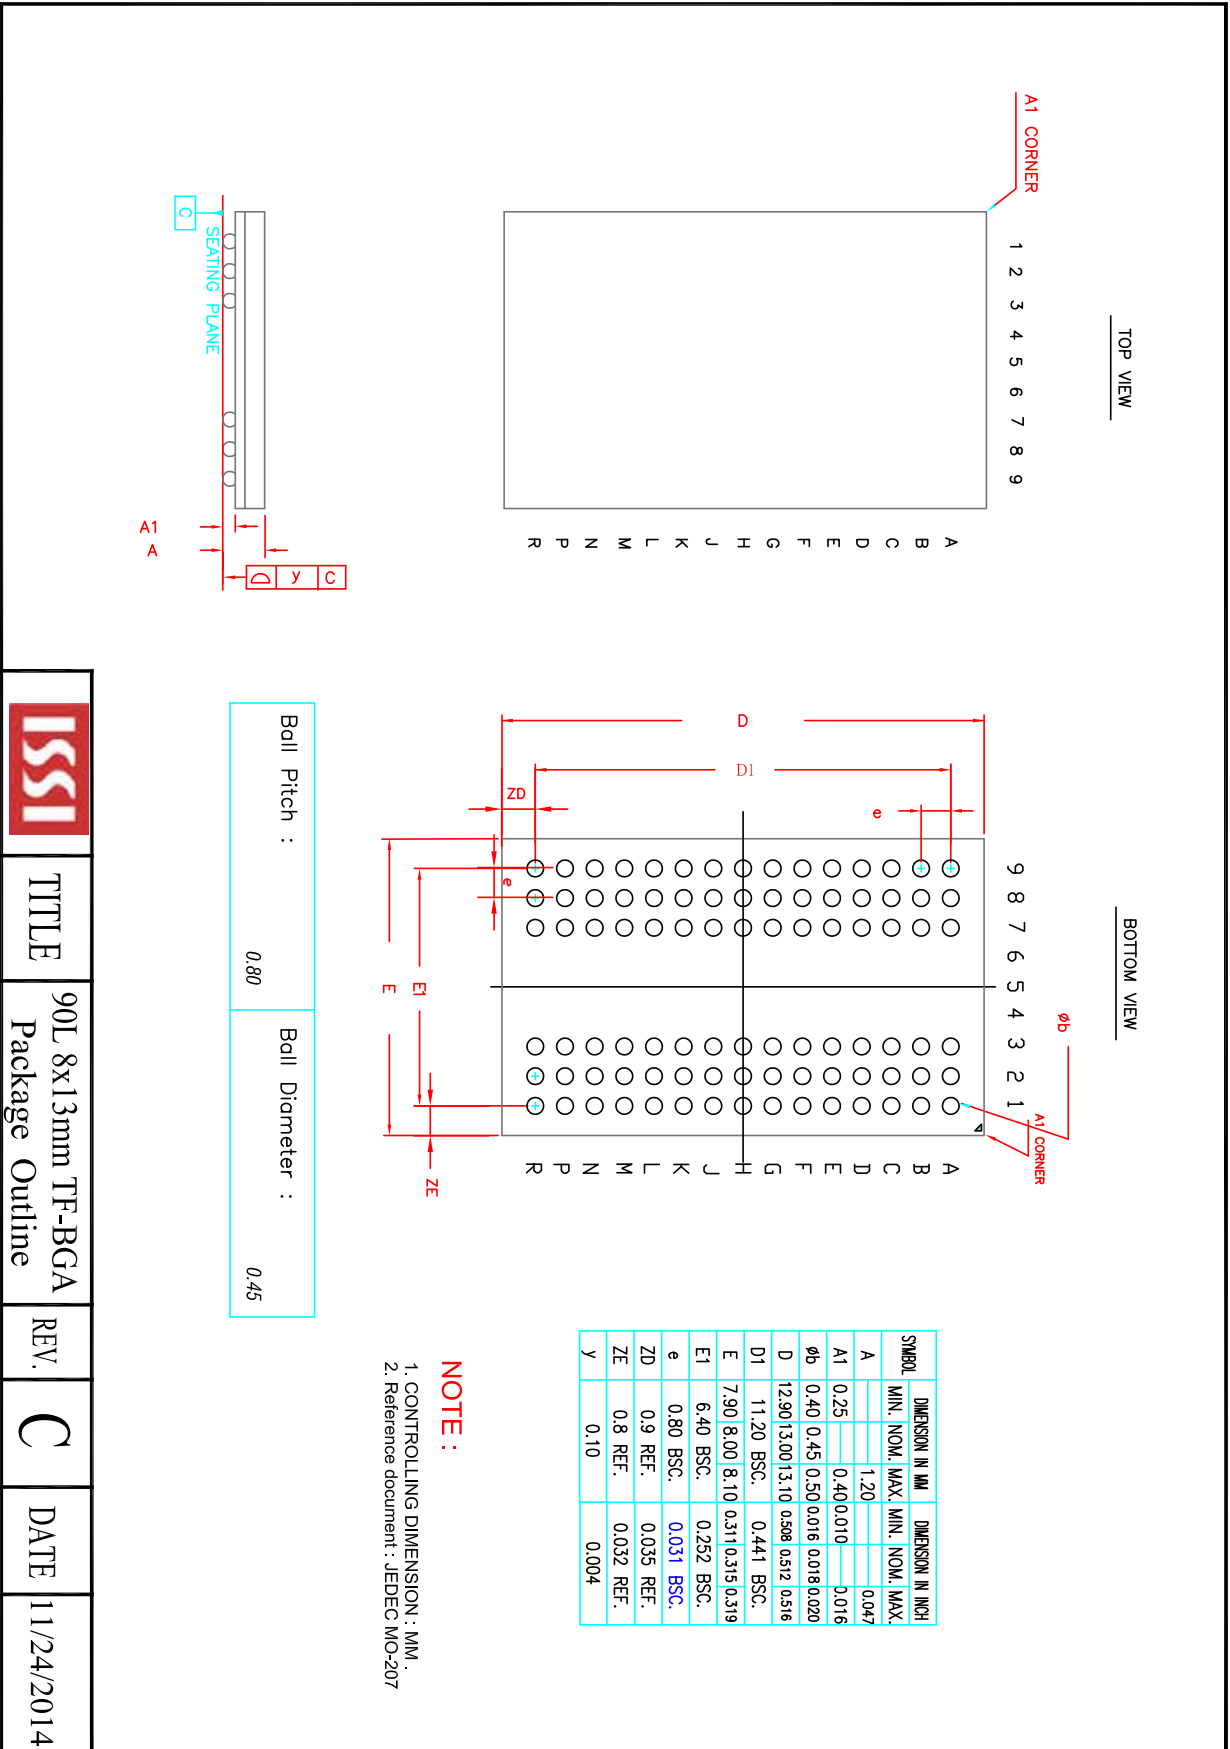 TOP VIEW
A1 CORNER
1 2 3 4 5 6 7 8 9
A
B
C
D
E
F
G
H
J
K
L
M
N
P
R
C
SEATING PLANE
A1
A
⌓ y C
BOTTOM VIEW
9 8 7 6 5 4 3 2 1
Øb
A1 CORNER
D
D1
ZD
e
e
E1
E
ZE
A
B
C
D
E
F
G
H
J
K
L
M
N
P
R
SYMBOL DIMENSION IN MM DIMENSION IN INCH
MIN. NOM. MAX. MIN. NOM. MAX.
A 1.20 0.047
A1 0.25 0.40 0.010 0.016
Øb 0.40 0.45 0.50 0.016 0.018 0.020
D 12.90 13.00 13.10 0.508 0.512 0.516
D1 11.20 BSC. 0.441 BSC.
E 7.90 8.00 8.10 0.311 0.315 0.319
E1 6.40 BSC. 0.252 BSC.
e 0.80 BSC. 0.031 BSC.
ZD 0.9 REF. 0.035 REF.
ZE 0.8 REF. 0.032 REF.
y 0.10 0.004
Ball Pitch : 0.80
Ball Diameter : 0.45
NOTE :
1. CONTROLLING DIMENSION : MM .
2. Reference document : JEDEC MO-207
ISSI
TITLE
90L 8x13mm TF-BGA
Package Outline
REV.
C
DATE
11/24/2014